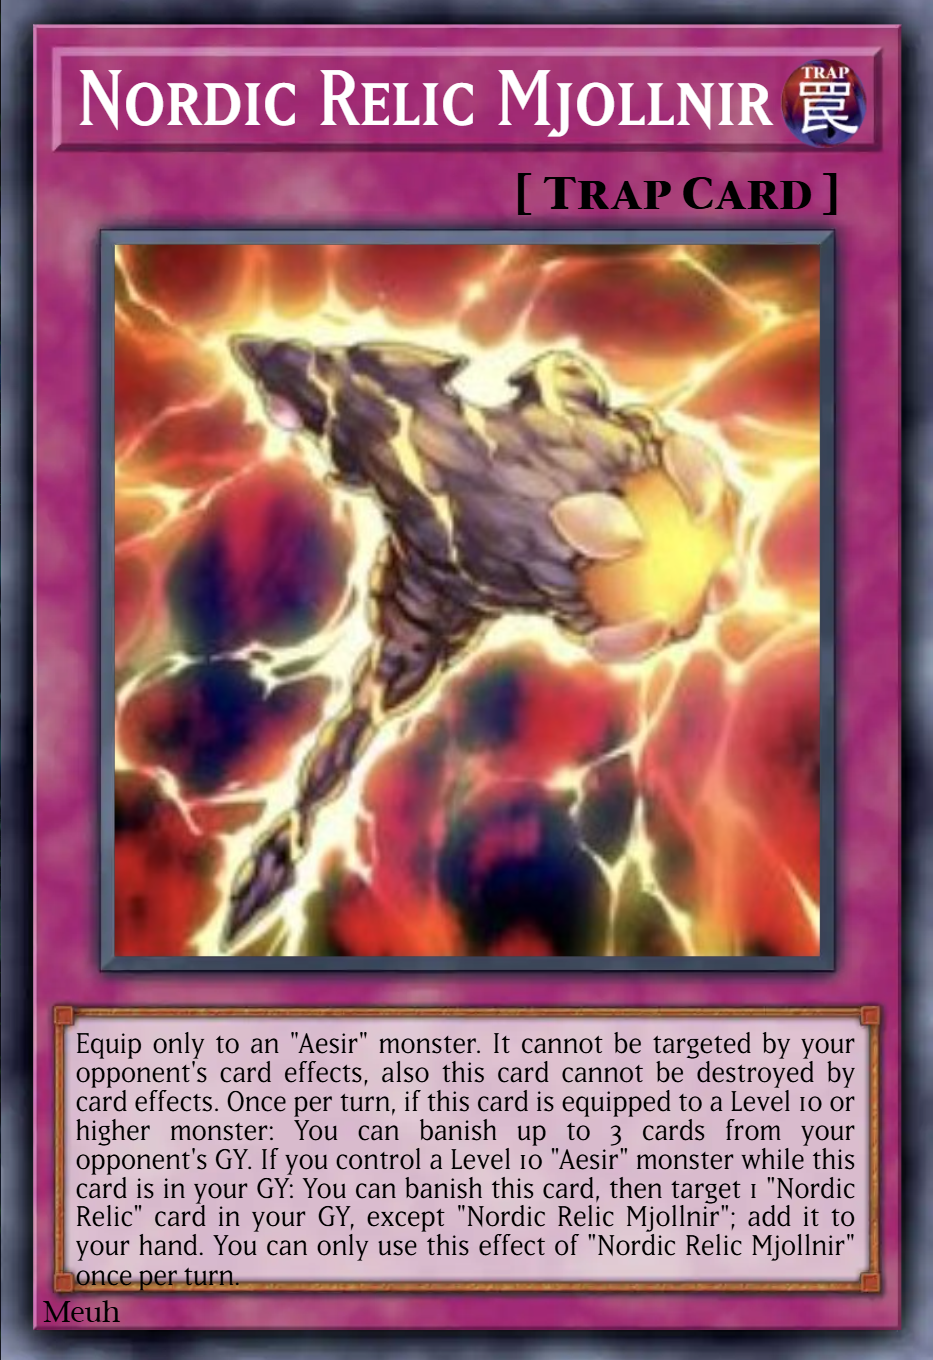 Nordic Relic Mjollnir
TRAP
罠
[ Trap Card ]
Equip only to an "Aesir" monster. It cannot be targeted by your
opponent's card effects, also this card cannot be destroyed by
card effects. Once per turn, if this card is equipped to a Level 10 or
higher monster: You can banish up to 3 cards from your
opponent's GY. If you control a Level 10 "Aesir" monster while this
card is in your GY: You can banish this card, then target 1 "Nordic
Relic" card in your GY, except "Nordic Relic Mjollnir"; add it to
your hand. You can only use this effect of "Nordic Relic Mjollnir"
once per turn.
Meuh